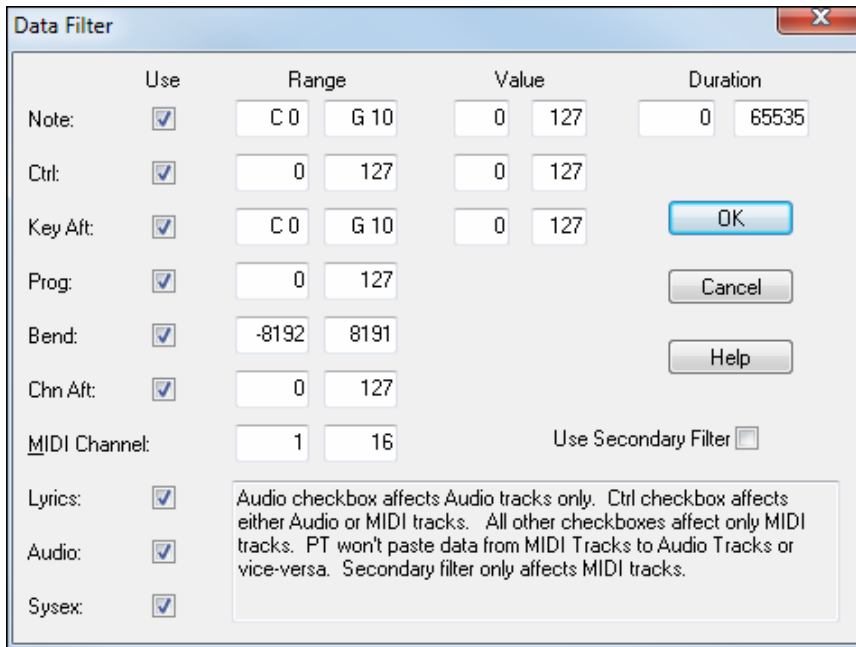 Data Filter
Use Range Value Duration
Note: C 0 G 10 0 127 0 65535
Ctrl: 0 127 0 127
Key Aft: C 0 G 10 0 127
OK
Prog: 0 127
Cancel
Bend: -8192 8191
Help
Chn Aft: 0 127
MIDI Channel: 1 16
Use Secondary Filter
Lyrics:
Audio:
Sysex:
Audio checkbox affects Audio tracks only. Ctrl checkbox affects
either Audio or MIDI tracks. All other checkboxes affect only MIDI
tracks. PT won't paste data from MIDI Tracks to Audio Tracks or
vice-versa. Secondary filter only affects MIDI tracks.